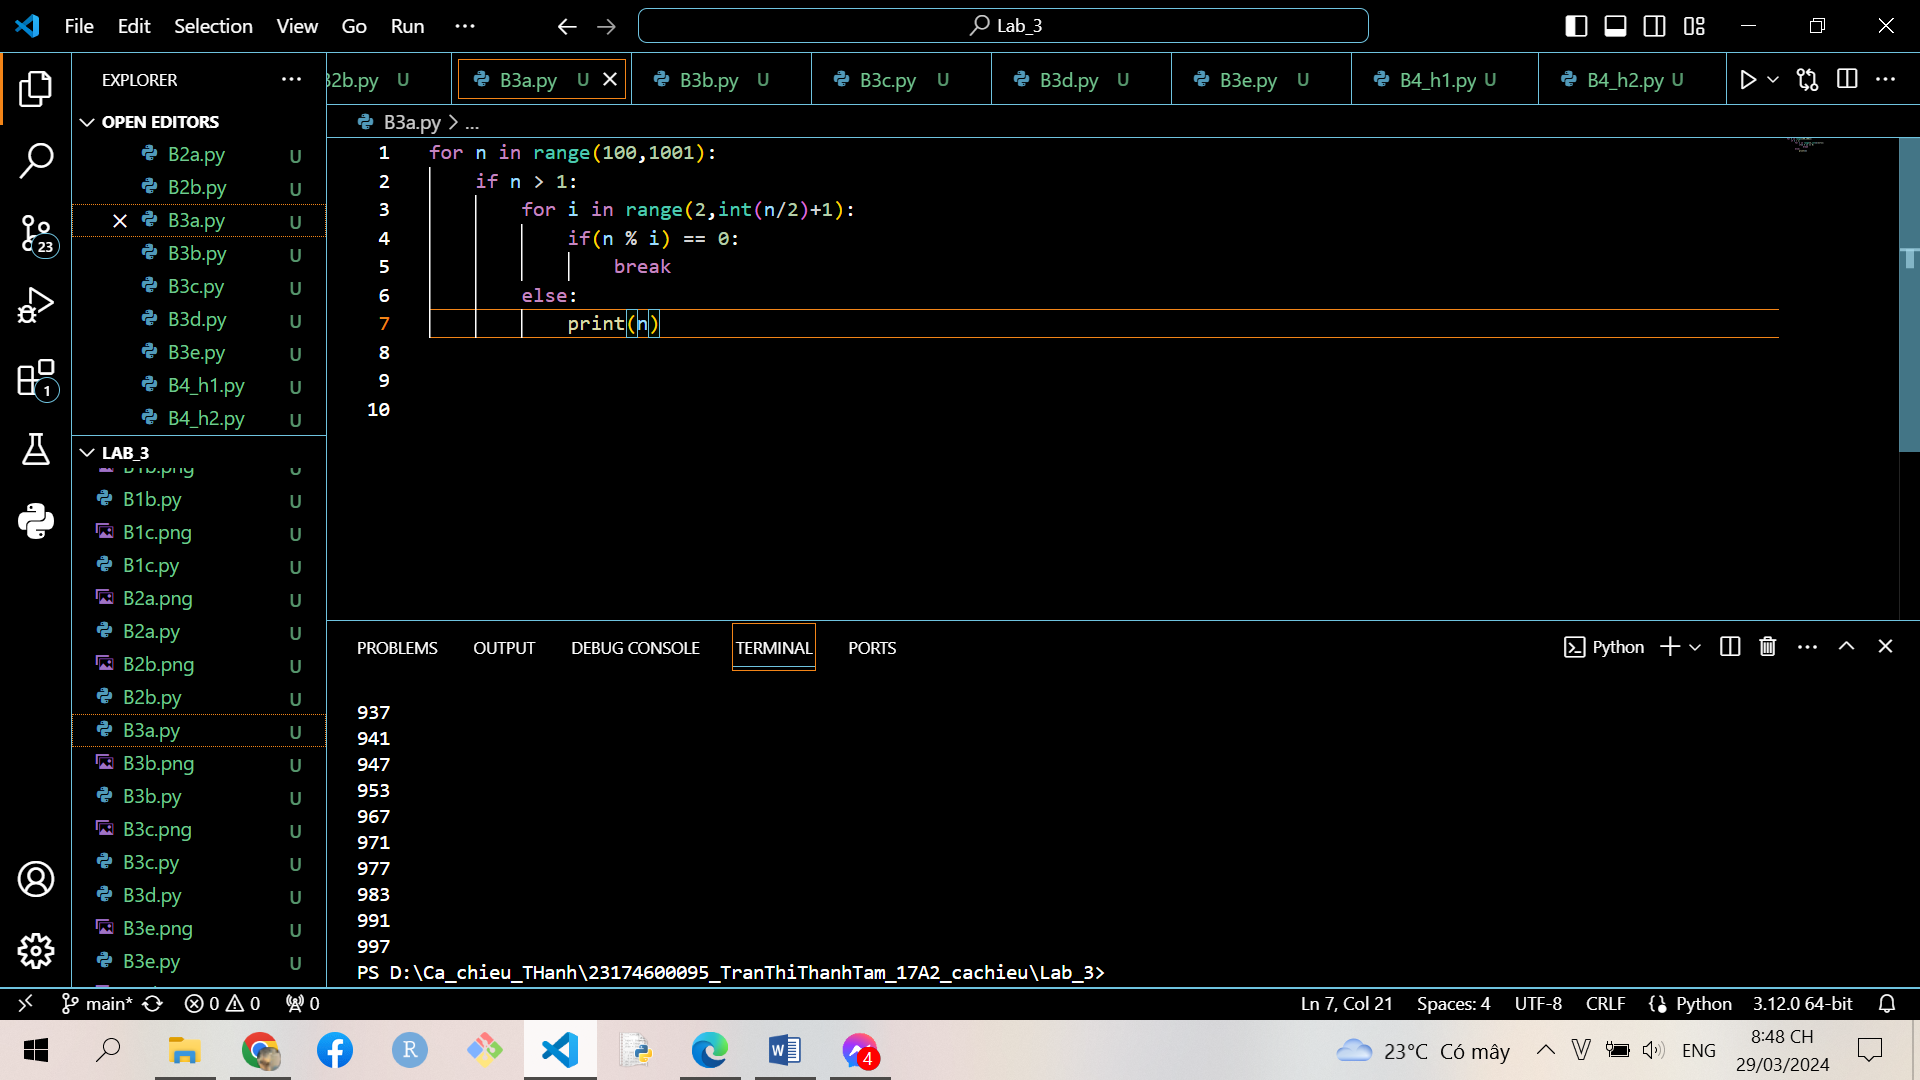 File Edit Selection View Go Run ··· Lab_3
EXPLORER ···
OPEN EDITORS
B2a.py U
B2b.py U
B3a.py U
B3b.py U
B3c.py U
B3d.py U
B3e.py U
B4_h1.py U
B4_h2.py U
LAB_3
B1b.png U
B1b.py U
B1c.png U
B1c.py U
B2a.png U
B2a.py U
B2b.png U
B2b.py U
B3a.py U
B3b.png U
B3b.py U
B3c.png U
B3c.py U
B3d.py U
B3e.png U
B3e.py U
23
1
2b.py U B3a.py U B3b.py U B3c.py U B3d.py U B3e.py U B4_h1.py U B4_h2.py U
B3a.py > ...
1 for n in range(100,1001):
2 if n > 1:
3 for i in range(2,int(n/2)+1):
4 if(n % i) == 0:
5 break
6 else:
7 print(n)
8
9
10
PROBLEMS OUTPUT DEBUG CONSOLE TERMINAL PORTS Python
937
941
947
953
967
971
977
983
991
997
PS D:\Ca_chieu_THanh\23174600095_TranThiThanhTam_17A2_cachieu\Lab_3>
main* 0 0 0 Ln 7, Col 21 Spaces: 4 UTF-8 CRLF Python 3.12.0 64-bit
R 4 23°C Có mây V ENG 8:48 CH
29/03/2024